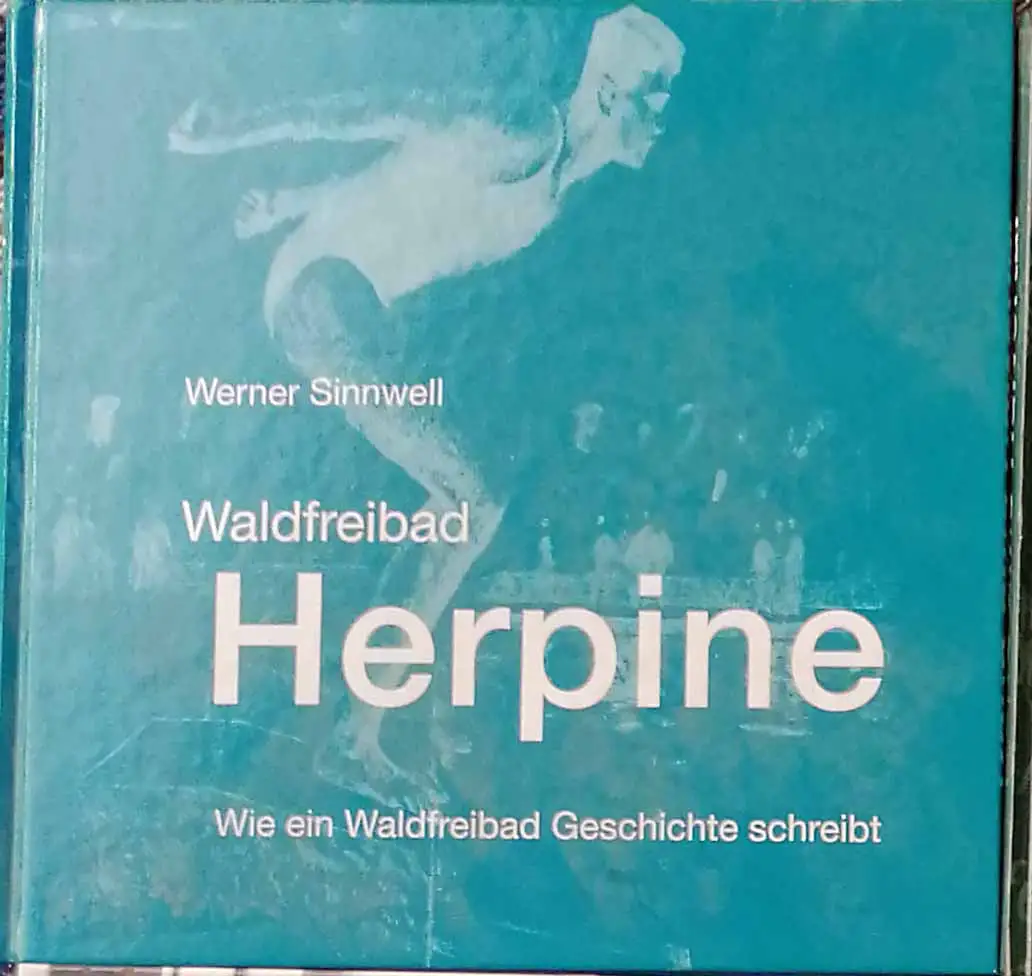 Werner Sinnwell
Waldfreibad
Herpine
Wie ein Waldfreibad Geschichte schreibt